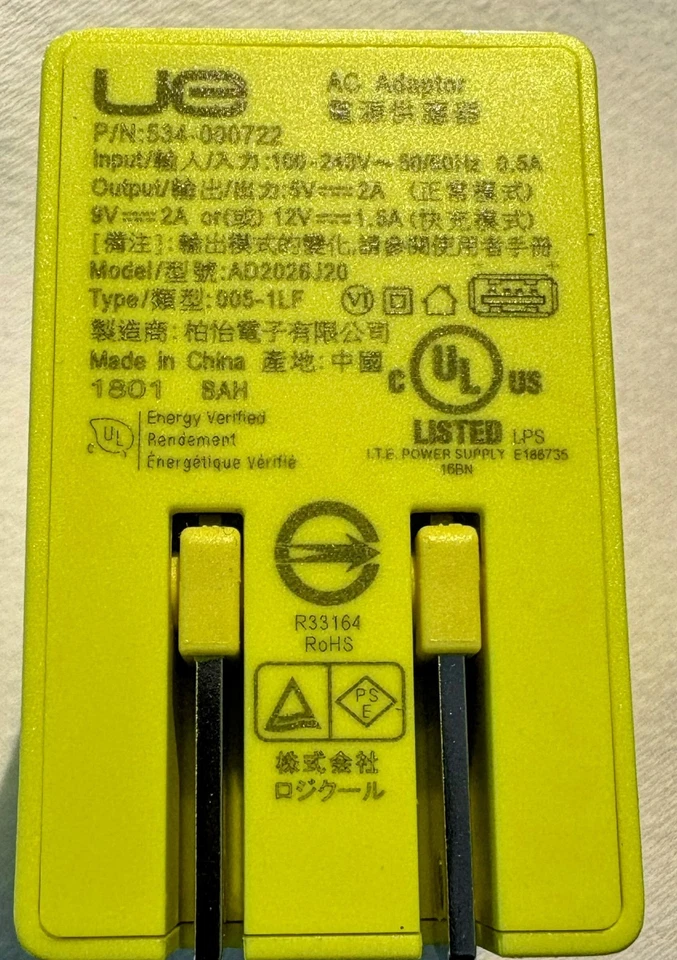 UE
AC Adaptor
電源供應器
P/N:534-000722
Input/輸入/入力:100-240V～50/60Hz 0.5A
Output/輸出/出力:5V⎓2A (正常模式)
9V⎓2A or(或) 12V⎓1.5A(快充模式)
[備注]:輸出模式的變化,請參閱使用者手冊
Model/型號:AD2026J20
Type/類型:005-1LF
VI
製造商:柏怡電子有限公司
Made in China 產地:中國
1801 BAH
C UL US
LISTED LPS
I.T.E. POWER SUPPLY E186735
16BN
UL
Energy Verified
Rendement
Énergétique Vérifié
R33164
RoHS
PS
E
株式会社
ロジクール